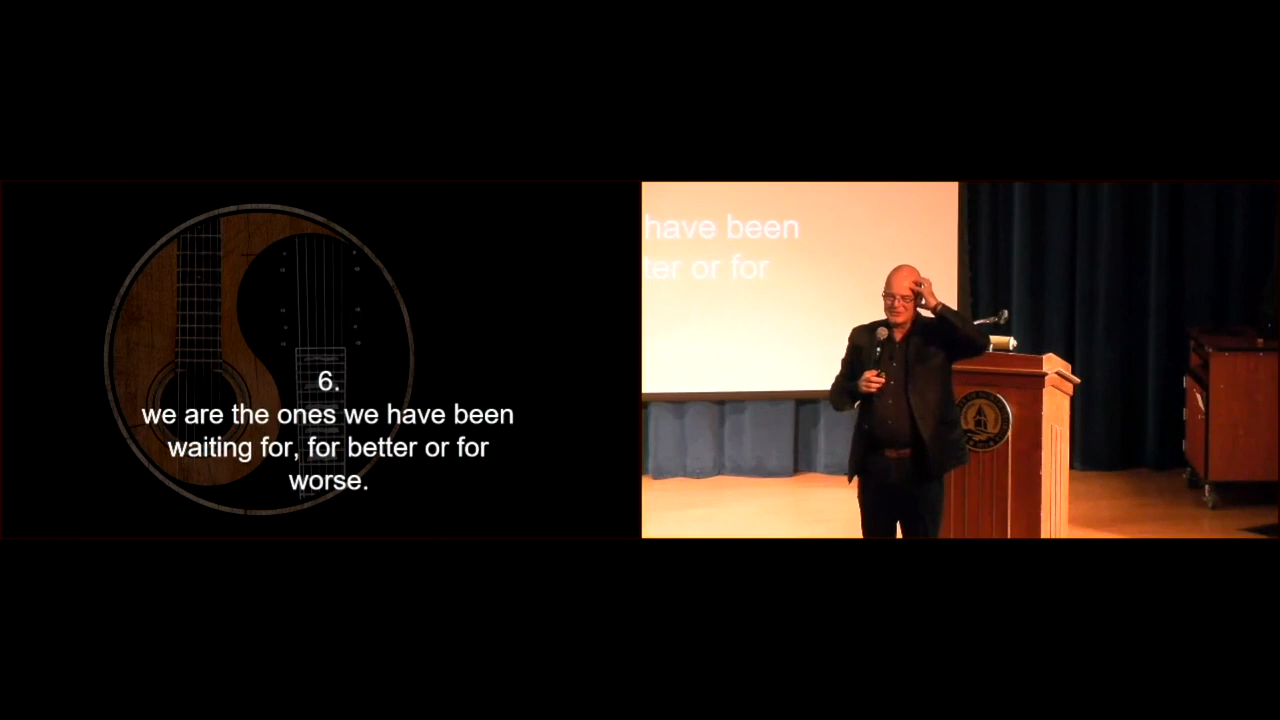 6.
we are the ones we have been
waiting for, for better or for
worse.
have been
ter or for